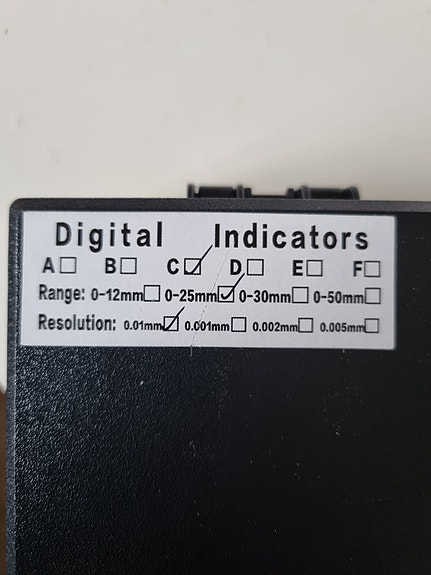 Digital Indicators
A☐ B☐ C☑ D☐ E☐ F☐
Range: 0-12mm☐ 0-25mm☑ 0-30mm☐ 0-50mm☐
Resolution: 0.01mm☑ 0.001mm☐ 0.002mm☐ 0.005mm☐